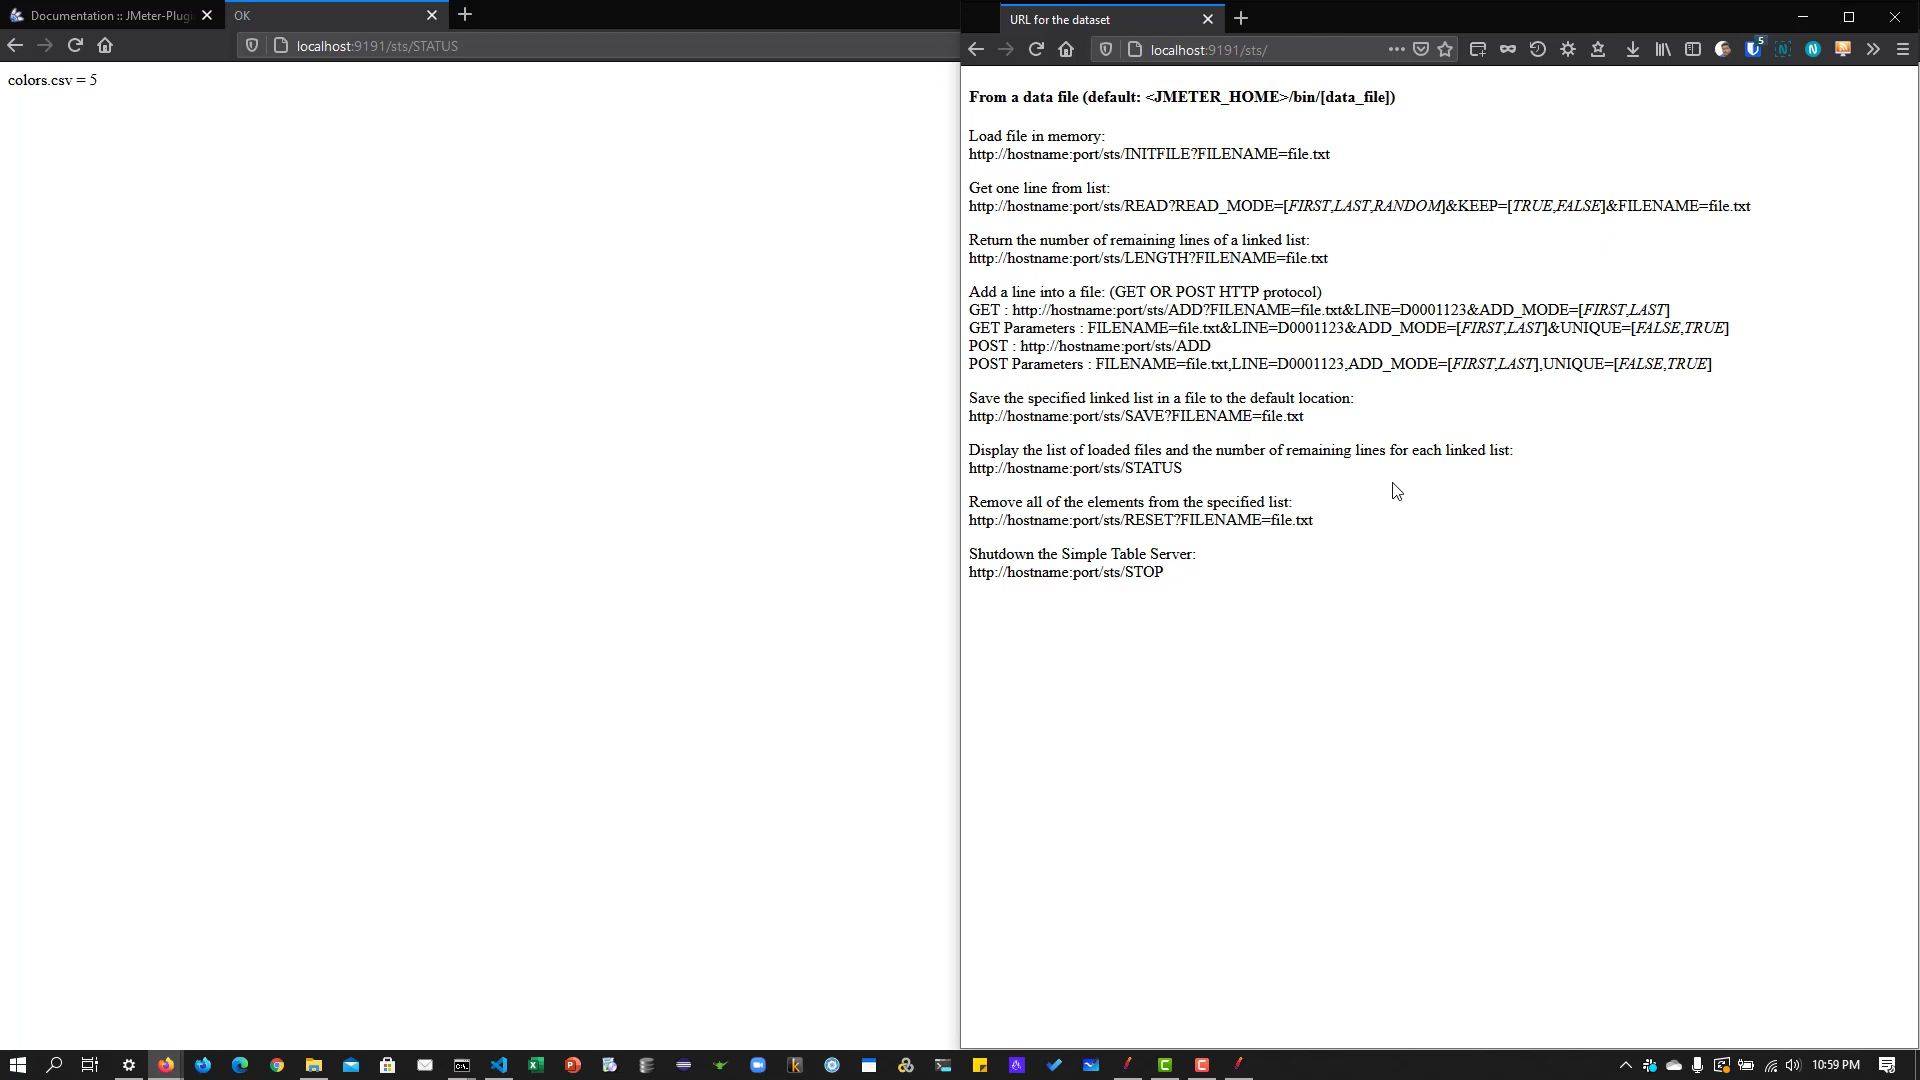 Documentation :: JMeter-Plugi
OK
localhost:9191/sts/STATUS
colors.csv = 5
URL for the dataset
localhost:9191/sts/
5
From a data file (default: <JMETER_HOME>/bin/[data_file])
Load file in memory:
http://hostname:port/sts/INITFILE?FILENAME=file.txt
Get one line from list:
http://hostname:port/sts/READ?READ_MODE=[FIRST,LAST,RANDOM]&KEEP=[TRUE,FALSE]&FILENAME=file.txt
Return the number of remaining lines of a linked list:
http://hostname:port/sts/LENGTH?FILENAME=file.txt
Add a line into a file: (GET OR POST HTTP protocol)
GET : http://hostname:port/sts/ADD?FILENAME=file.txt&LINE=D0001123&ADD_MODE=[FIRST,LAST]
GET Parameters : FILENAME=file.txt&LINE=D0001123&ADD_MODE=[FIRST,LAST]&UNIQUE=[FALSE,TRUE]
POST : http://hostname:port/sts/ADD
POST Parameters : FILENAME=file.txt,LINE=D0001123,ADD_MODE=[FIRST,LAST],UNIQUE=[FALSE,TRUE]
Save the specified linked list in a file to the default location:
http://hostname:port/sts/SAVE?FILENAME=file.txt
Display the list of loaded files and the number of remaining lines for each linked list:
http://hostname:port/sts/STATUS
Remove all of the elements from the specified list:
http://hostname:port/sts/RESET?FILENAME=file.txt
Shutdown the Simple Table Server:
http://hostname:port/sts/STOP
10:59 PM